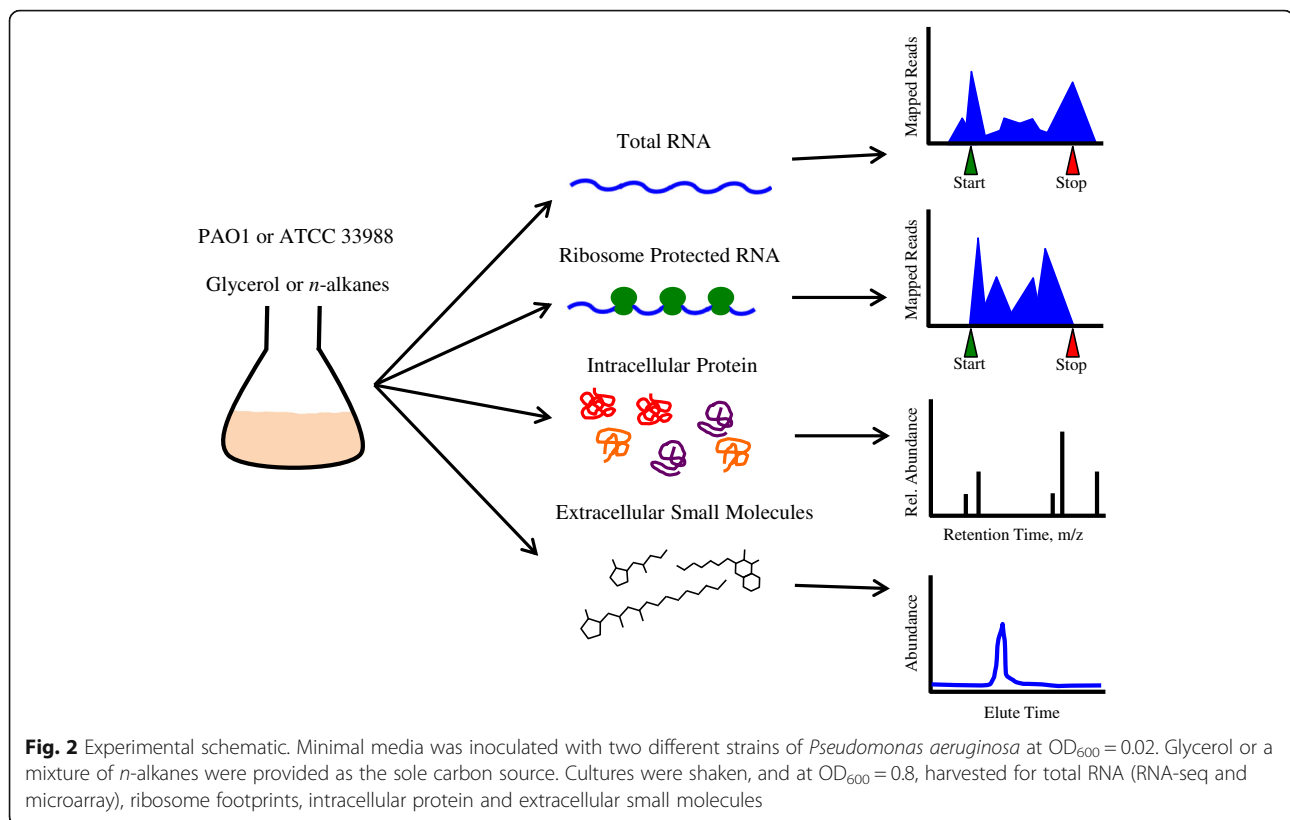 PAO1 or ATCC 33988
Glycerol or n-alkanes
Total RNA
Mapped Reads
Start
Stop
Ribosome Protected RNA
Mapped Reads
Start
Stop
Intracellular Protein
Rel. Abundance
Retention Time, m/z
Extracellular Small Molecules
Abundance
Elute Time
Fig. 2 Experimental schematic. Minimal media was inoculated with two different strains of Pseudomonas aeruginosa at OD600 = 0.02. Glycerol or a
mixture of n-alkanes were provided as the sole carbon source. Cultures were shaken, and at OD600 = 0.8, harvested for total RNA (RNA-seq and
microarray), ribosome footprints, intracellular protein and extracellular small molecules